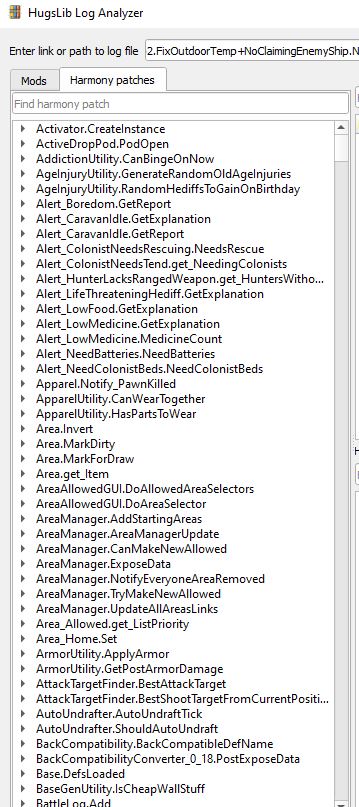 HugsLib Log Analyzer
Enter link or path to log file 2.FixOutdoorTemp+NoClaimingEnemyShip.N
Mods Harmony patches
Find harmony patch
Activator.CreateInstance
ActiveDropPod.PodOpen
AddictionUtility.CanBingeOnNow
AgeInjuryUtility.GenerateRandomOldAgeInjuries
AgeInjuryUtility.RandomHediffsToGainOnBirthday
Alert_Boredom.GetReport
Alert_CaravanIdle.GetExplanation
Alert_CaravanIdle.GetReport
Alert_ColonistNeedsRescuing.NeedsRescue
Alert_ColonistNeedsTend.get_NeedingColonists
Alert_HunterLacksRangedWeapon.get_HuntersWitho...
Alert_LifeThreateningHediff.GetExplanation
Alert_LowFood.GetExplanation
Alert_LowMedicine.GetExplanation
Alert_LowMedicine.MedicineCount
Alert_NeedBatteries.NeedBatteries
Alert_NeedColonistBeds.NeedColonistBeds
Apparel.Notify_PawnKilled
ApparelUtility.CanWearTogether
ApparelUtility.HasPartsToWear
Area.Invert
Area.MarkDirty
Area.MarkForDraw
Area.get_Item
AreaAllowedGUI.DoAllowedAreaSelectors
AreaAllowedGUI.DoAreaSelector
AreaManager.AddStartingAreas
AreaManager.AreaManagerUpdate
AreaManager.CanMakeNewAllowed
AreaManager.ExposeData
AreaManager.NotifyEveryoneAreaRemoved
AreaManager.TryMakeNewAllowed
AreaManager.UpdateAllAreasLinks
Area_Allowed.get_ListPriority
Area_Home.Set
ArmorUtility.ApplyArmor
ArmorUtility.GetPostArmorDamage
AttackTargetFinder.BestAttackTarget
AttackTargetFinder.BestShootTargetFromCurrentPositi...
AutoUndrafter.AutoUndraftTick
AutoUndrafter.ShouldAutoUndraft
BackCompatibility.BackCompatibleDefName
BackCompatibilityConverter_0_18.PostExposeData
Base.DefsLoaded
BaseGenUtility.IsCheapWallStuff
BattleLog.Add